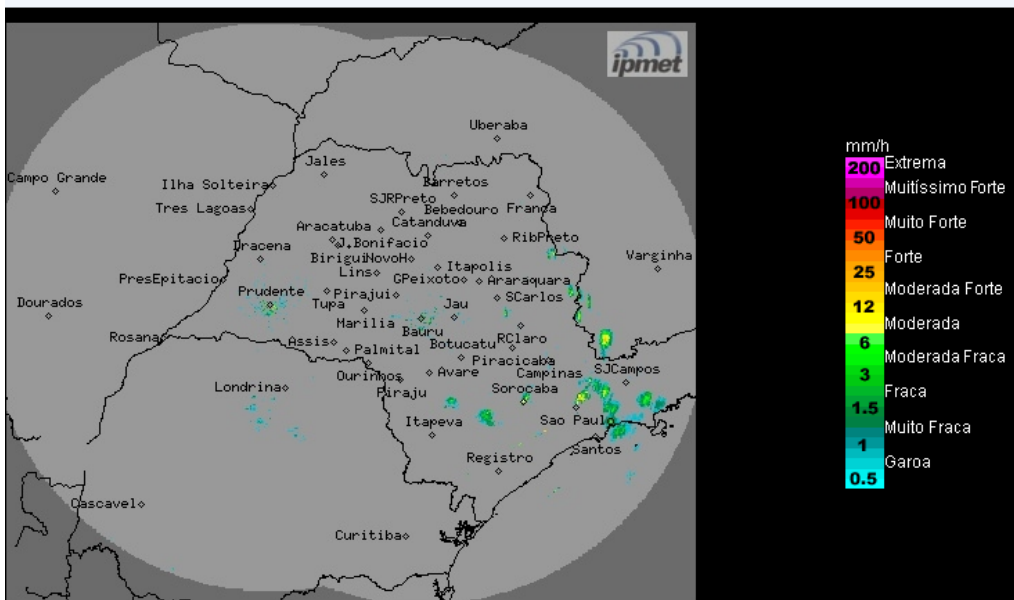 ipmet
Uberaba
Jales
Campo Grande
Ilha Solteira
Barretos
SJRPreto
Tres Lagoas
Bebedouro
Franca
Aracatuba
Catanduva
Dracena
J.Bonifacio
RibPreto
Birigui
NovoH
Varginha
Lins
Itapolis
PresEpitacio
GPeixoto
Araraquara
Prudente
Pirajui
SCarlos
Dourados
Tupa
Jau
Marilia
Bauru
Rosana
Assis
Botucatu
RClaro
Palmital
Piracicaba
Ourinhos
Avare
Campinas
SJCampos
Londrina
Piraju
Sorocaba
Itapeva
Sao Paul
Santos
Registro
Cascavel
Curitiba
mm/h
200 Extrema
Muitíssimo Forte
100
Muito Forte
50
Forte
25
Moderada Forte
12
Moderada
6
Moderada Fraca
3
Fraca
1.5
Muito Fraca
1
Garoa
0.5